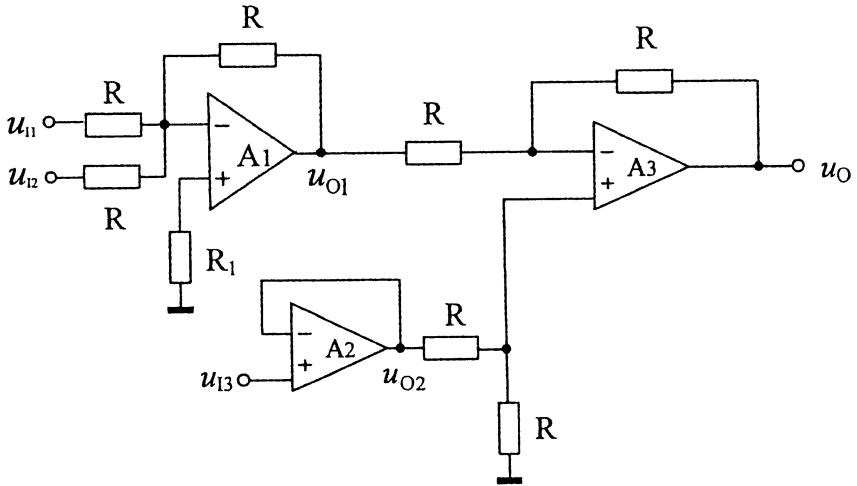 R
R
R
u_I1
R
− A1
+
R
u_O1
−
+ A3
u_O
u_I2
R
R₁
R
− A2
+
u_I3
u_O2
R